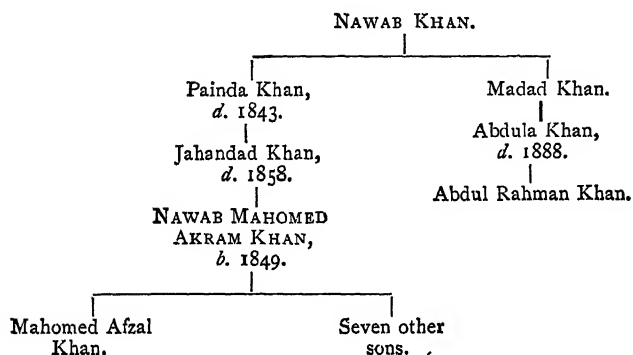 NAWAB KHAN.
Painda Khan,
d. 1843.
Madad Khan.
Jahandad Khan,
d. 1858.
Abdula Khan,
d. 1888.
Abdul Rahman Khan.
NAWAB MAHOMED
AKRAM KHAN,
b. 1849.
Mahomed Afzal
Khan.
Seven other
sons.